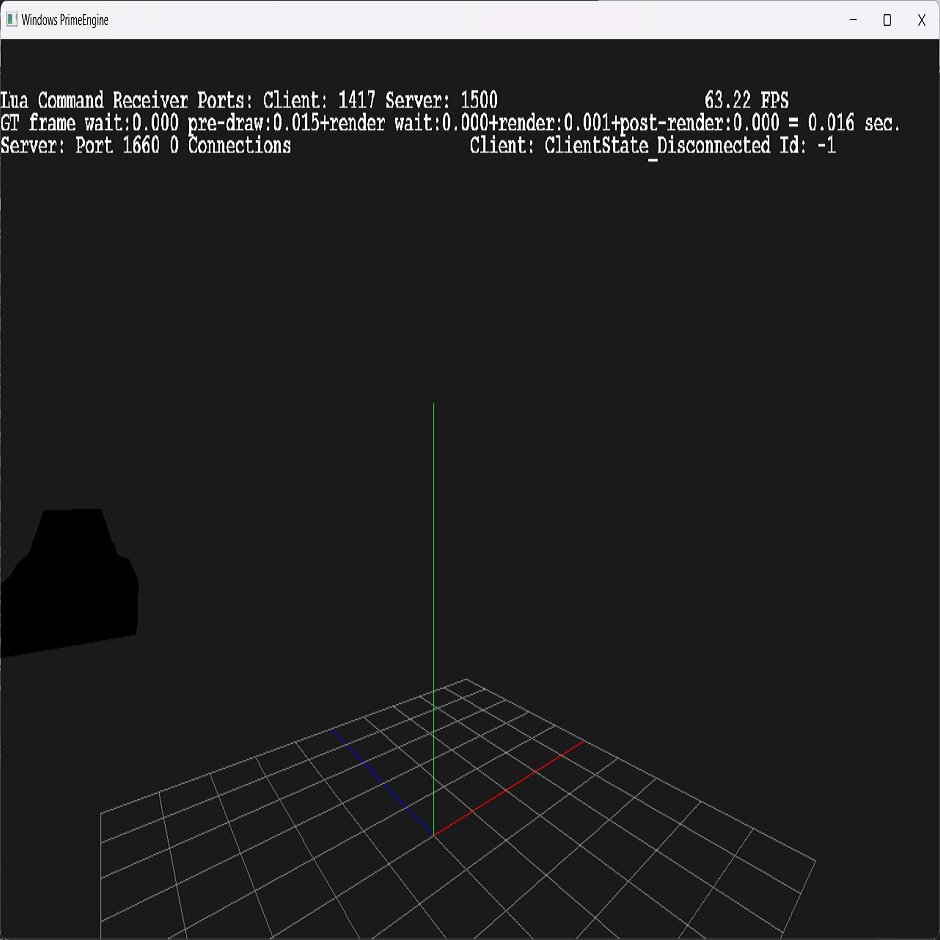 Windows PrimeEngine
Lua Command Receiver Ports: Client: 1417 Server: 1500 63.22 FPS
GT frame wait:0.000 pre-draw:0.015+render wait:0.000+render:0.001+post-render:0.000 = 0.016 sec.
Server: Port 1660 0 Connections Client: ClientState_Disconnected Id: -1